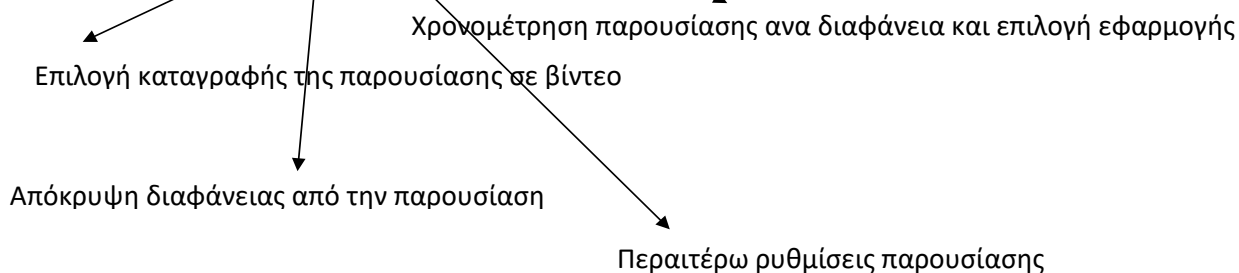 Χρονομέτρηση παρουσίασης ανα διαφάνεια και επιλογή εφαρμογής
Επιλογή καταγραφής της παρουσίασης σε βίντεο
Απόκρυψη διαφάνειας από την παρουσίαση
Περαιτέρω ρυθμίσεις παρουσίασης